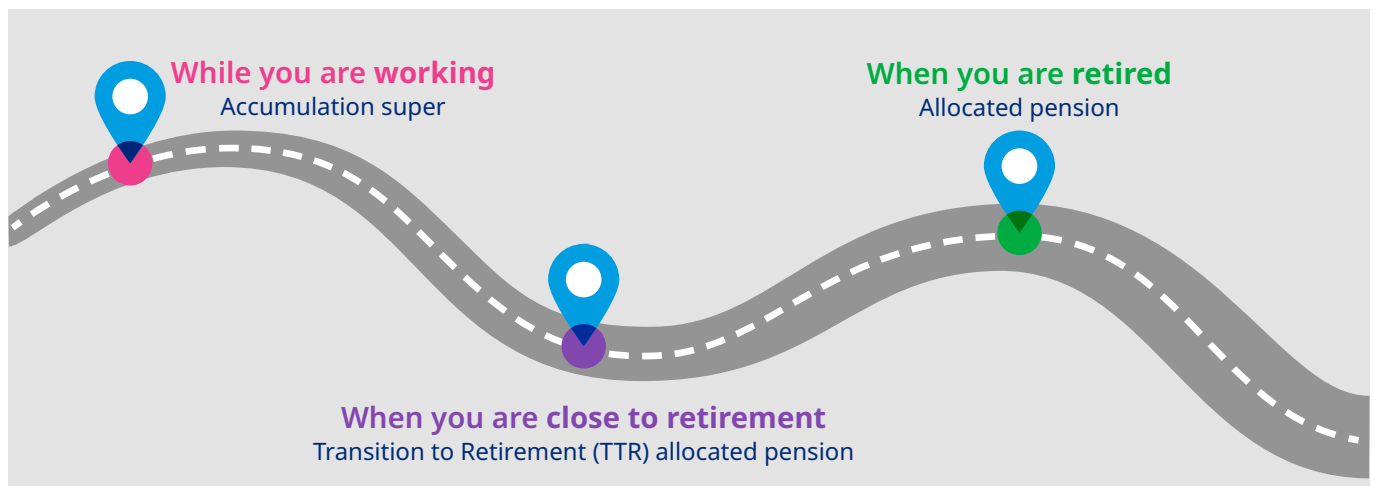 While you are working
Accumulation super
When you are retired
Allocated pension
When you are close to retirement
Transition to Retirement (TTR) allocated pension